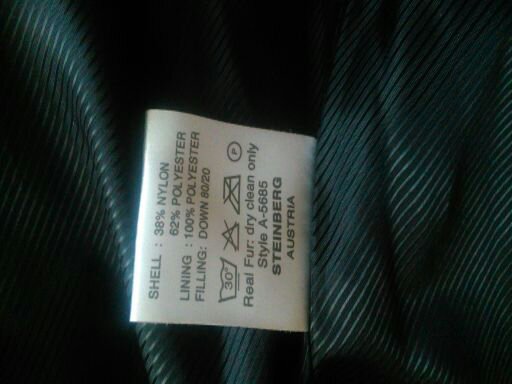 SHELL : 38% NYLON
62% POLYESTER
LINING : 100% POLYESTER
FILLING: DOWN 80/20
30° P
Real Fur: dry clean only
Style A-5685
STEINBERG
AUSTRIA